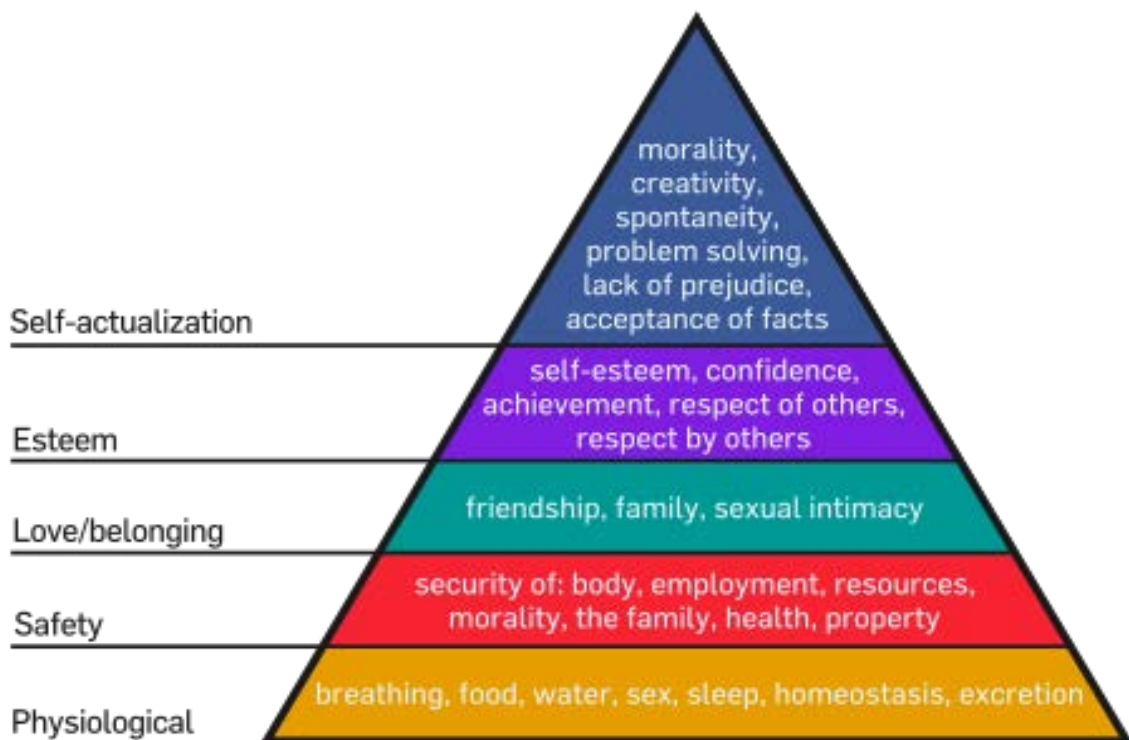 morality,
creativity,
spontaneity,
problem solving,
lack of prejudice,
acceptance of facts
Self-actualization
self-esteem, confidence,
achievement, respect of others,
respect by others
Esteem
friendship, family, sexual intimacy
Love/belonging
security of: body, employment, resources,
morality, the family, health, property
Safety
breathing, food, water, sex, sleep, homeostasis, excretion
Physiological